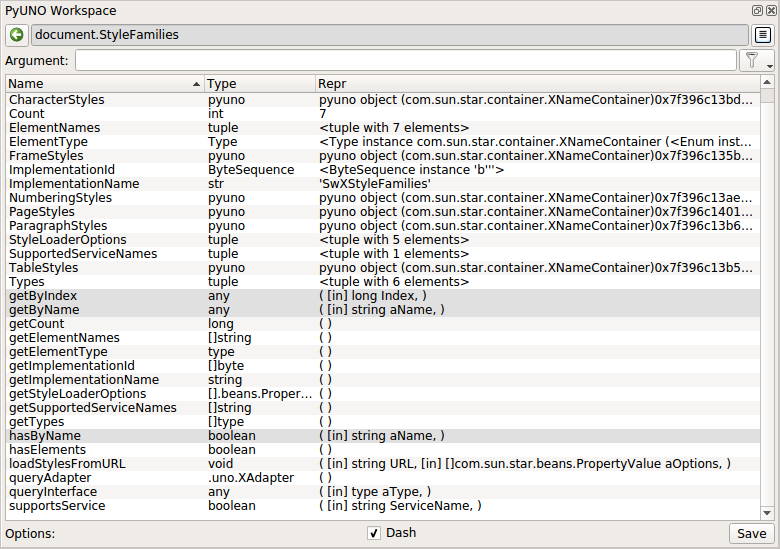 PyUNO Workspace
document.StyleFamilies
Argument:
Name Type Repr
CharacterStyles pyuno pyuno object (com.sun.star.container.XNameContainer)0x7f396c13bd...
Count int 7
ElementNames tuple <tuple with 7 elements>
ElementType Type <Type instance com.sun.star.container.XNameContainer (<Enum inst...
FrameStyles pyuno pyuno object (com.sun.star.container.XNameContainer)0x7f396c135b...
ImplementationId ByteSequence <ByteSequence instance 'b'''>
ImplementationName str 'SwXStyleFamilies'
NumberingStyles pyuno pyuno object (com.sun.star.container.XNameContainer)0x7f396c13ae...
PageStyles pyuno pyuno object (com.sun.star.container.XNameContainer)0x7f396c1401...
ParagraphStyles pyuno pyuno object (com.sun.star.container.XNameContainer)0x7f396c13b6...
StyleLoaderOptions tuple <tuple with 5 elements>
SupportedServiceNames tuple <tuple with 1 elements>
TableStyles pyuno pyuno object (com.sun.star.container.XNameContainer)0x7f396c13b5...
Types tuple <tuple with 6 elements>
getByIndex any ( [in] long Index, )
getByName any ( [in] string aName, )
getCount long ( )
getElementNames []string ( )
getElementType type ( )
getImplementationId []byte ( )
getImplementationName string ( )
getStyleLoaderOptions [].beans.Proper... ( )
getSupportedServiceNames []string ( )
getTypes []type ( )
hasByName boolean ( [in] string aName, )
hasElements boolean ( )
loadStylesFromURL void ( [in] string URL, [in] []com.sun.star.beans.PropertyValue aOptions, )
queryAdapter .uno.XAdapter ( )
queryInterface any ( [in] type aType, )
supportsService boolean ( [in] string ServiceName, )
Options: Dash Save